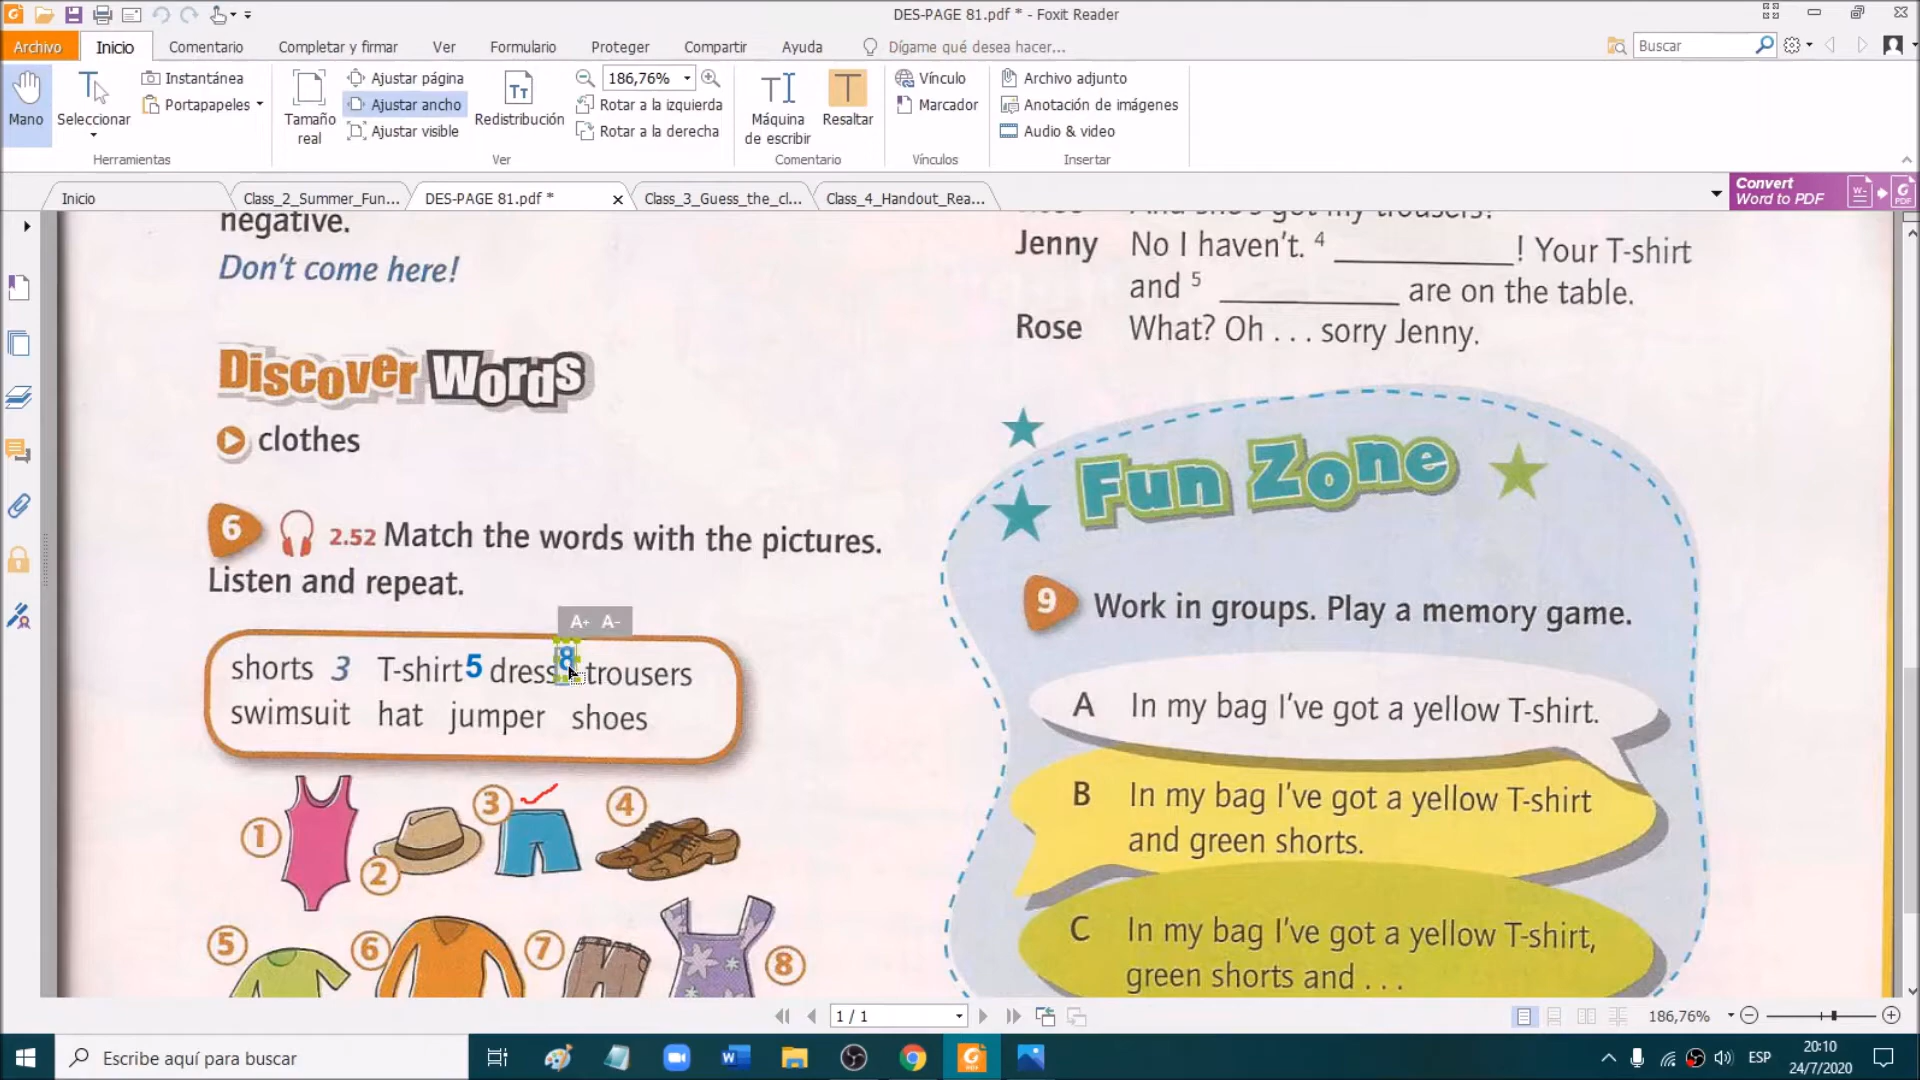 DES-PAGE 81.pdf * - Foxit Reader
Archivo
Inicio
Comentario
Completar y firmar
Ver
Formulario
Proteger
Compartir
Ayuda
Dígame qué desea hacer...
Buscar
Mano
Seleccionar
Instantánea
Portapapeles
Herramientas
Tamaño
real
Ajustar página
Ajustar ancho
Ajustar visible
Redistribución
186,76%
Rotar a la izquierda
Rotar a la derecha
Ver
Máquina
de escribir
Resaltar
Comentario
Vínculo
Marcador
Vínculos
Archivo adjunto
Anotación de imágenes
Audio & video
Insertar
Inicio
Class_2_Summer_Fun...
DES-PAGE 81.pdf *
Class_3_Guess_the_cl...
Class_4_Handout_Rea...
Convert
Word to PDF
negative.
Don't come here!
Discover Words
clothes
6 2.52 Match the words with the pictures.
Listen and repeat.
A+ A-
shorts 3 T-shirt 5 dress 8 trousers
swimsuit hat jumper shoes
1
2
3
4
5
6
7
8
And she's got my trousers!
Jenny No I haven't. 4 ____________! Your T-shirt
and 5 ____________ are on the table.
Rose What? Oh . . . sorry Jenny.
Fun Zone
9 Work in groups. Play a memory game.
A In my bag I've got a yellow T-shirt.
B In my bag I've got a yellow T-shirt
and green shorts.
C In my bag I've got a yellow T-shirt,
green shorts and . . .
1 / 1
186,76%
Escribe aquí para buscar
ESP
20:10
24/7/2020